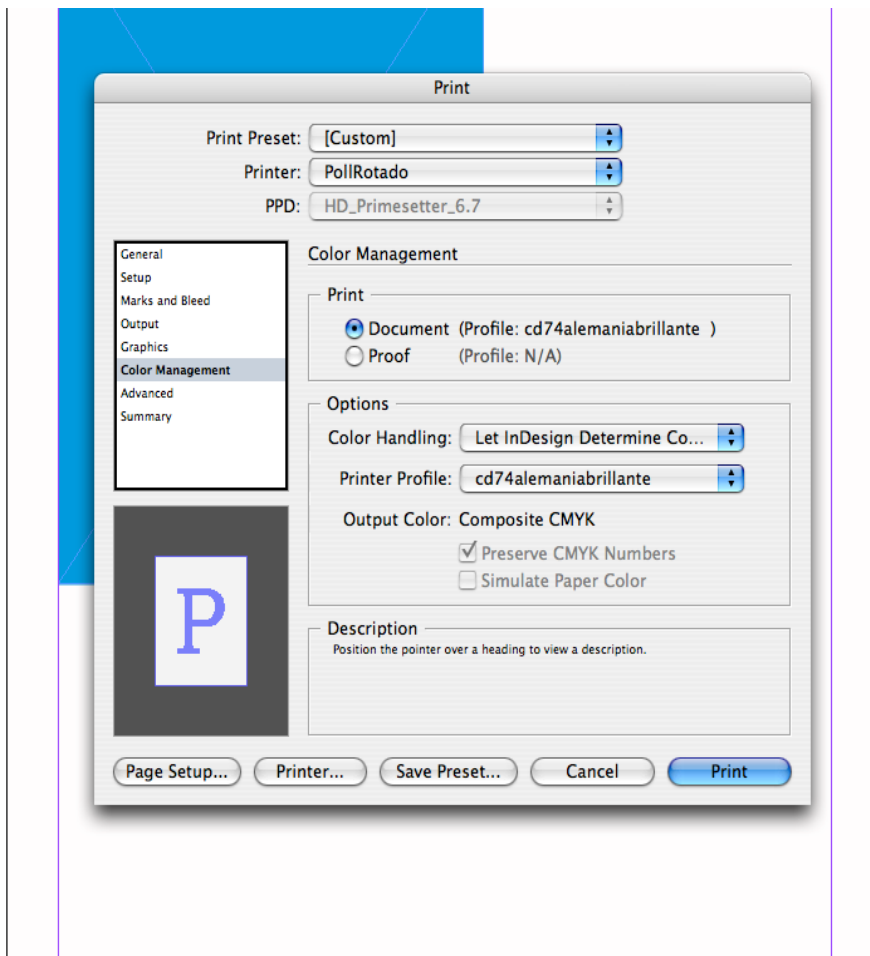 Print
Print Preset: [Custom]
Printer: PollRotado
PPD: HD_Primesetter_6.7
General
Setup
Marks and Bleed
Output
Graphics
Color Management
Advanced
Summary
Color Management
Print
Document (Profile: cd74alemaniabrillante )
Proof (Profile: N/A)
Options
Color Handling: Let InDesign Determine Co...
Printer Profile: cd74alemaniabrillante
Output Color: Composite CMYK
Preserve CMYK Numbers
Simulate Paper Color
P
Description
Position the pointer over a heading to view a description.
Page Setup... Printer... Save Preset... Cancel Print